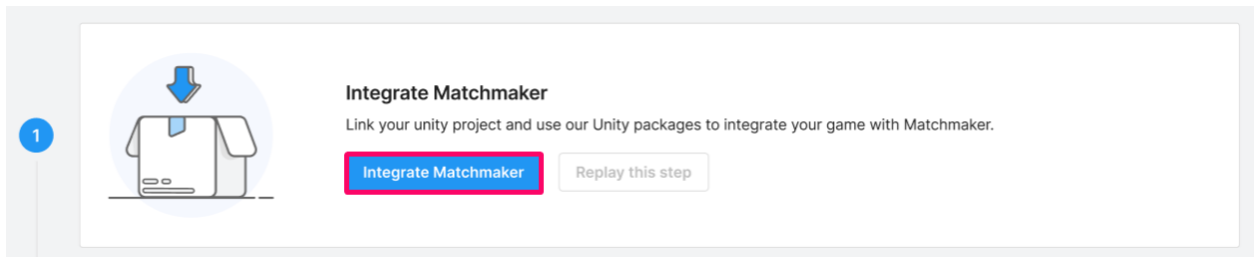 1
Integrate Matchmaker
Link your unity project and use our Unity packages to integrate your game with Matchmaker.
Integrate Matchmaker
Replay this step